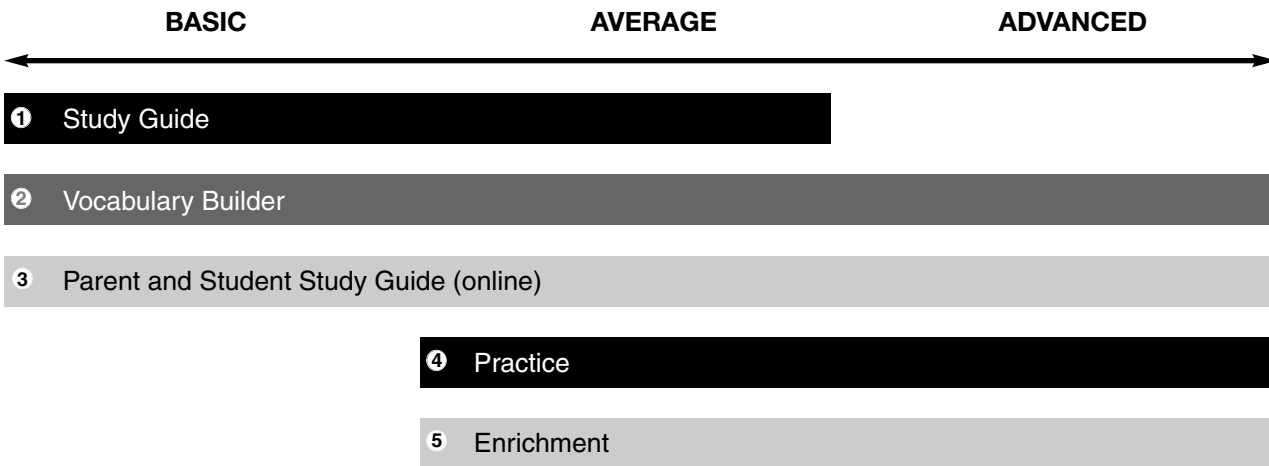 BASIC AVERAGE ADVANCED
1 Study Guide
2 Vocabulary Builder
3 Parent and Student Study Guide (online)
4 Practice
5 Enrichment